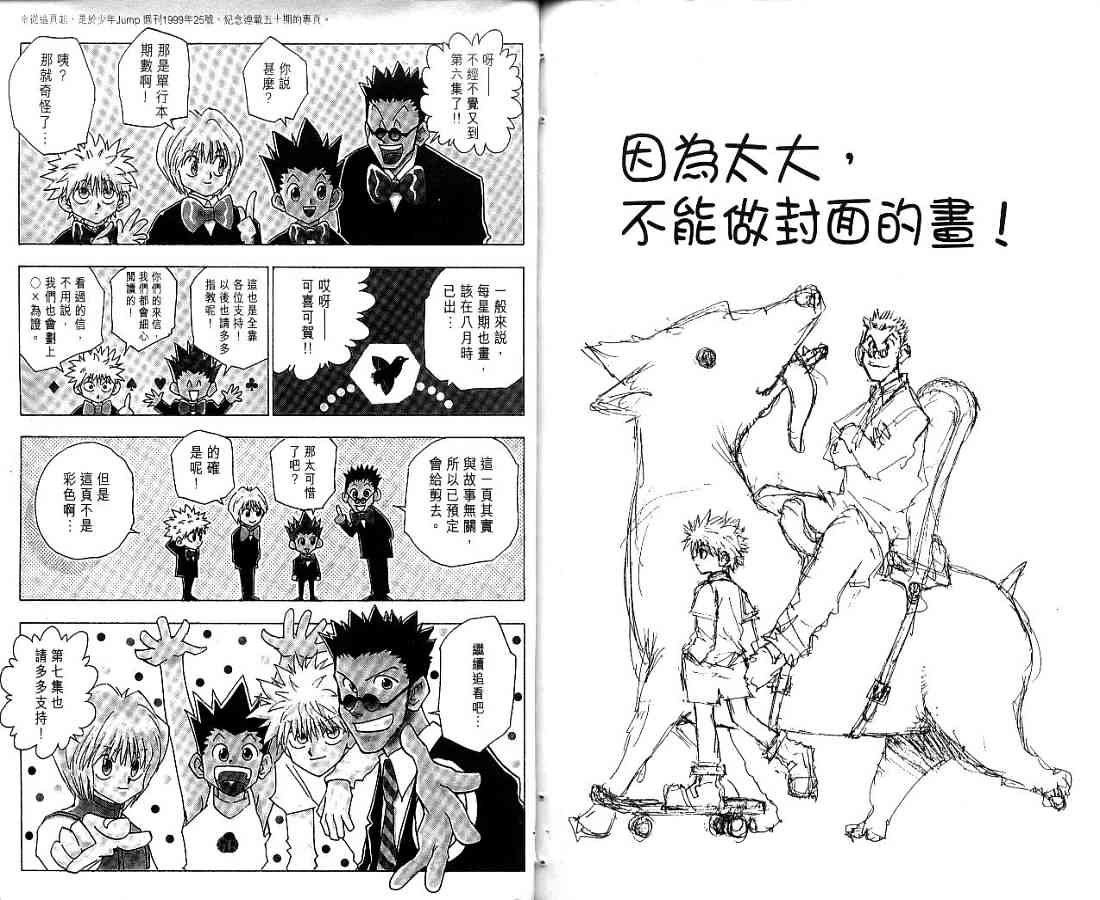 ※從這頁起,是於少年Jump 週刊1999年25號、紀念連載五十期的專頁。
呀——
不經不覺又到
第六集了!!
你說
甚麼?
那是單行本
期數啊!
咦?
那就奇怪了…
一般來說,
每星期也畫,
該在八月時
已出…
哎呀——
可喜可賀!!
這也是全靠
各位支持!
以後也請多多
指教呢!
你們的來信,
我們都會細心
閱讀的!
看過的信,
不用說,
我們也會劃上
○×為證。
這一頁其實
與故事無關,
所以已預定
會給剪去。
那太可惜
了吧?
的確
是呢!
但是
這頁不是
彩色啊…
繼續追看吧…
第七集也
請多多支持!
因為太大,
不能做封面的畫!